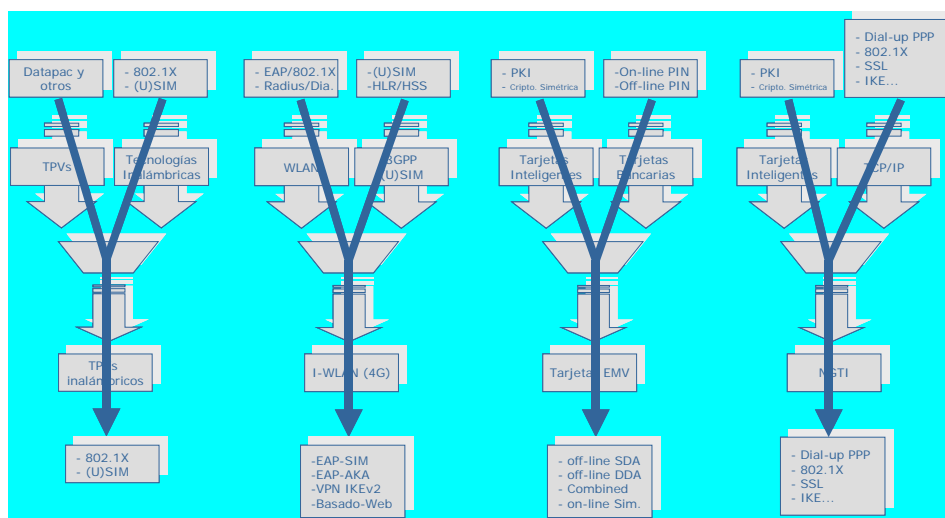 Datapac y
otros
- 802.1X
- (U)SIM
- EAP/802.1X
- Radius/Dia.
-(U)SIM
-HLR/HSS
- PKI
- Cripto. Simétrica
-On-line PIN
-Off-line PIN
- PKI
- Cripto. Simétrica
- Dial-up PPP
- 802.1X
- SSL
- IKE...
TPVs
Tecnologías
Inalámbricas
WLAN
3GPP
(U)SIM
Tarjetas
Inteligentes
Tarjetas
Bancarias
Tarjetas
Inteligentes
TCP/IP
TPVs
inalámbricos
I-WLAN (4G)
Tarjetas EMV
NGTI
- 802.1X
- (U)SIM
-EAP-SIM
-EAP-AKA
-VPN IKEv2
-Basado-Web
- off-line SDA
- off-line DDA
- Combined
- on-line Sim.
- Dial-up PPP
- 802.1X
- SSL
- IKE...